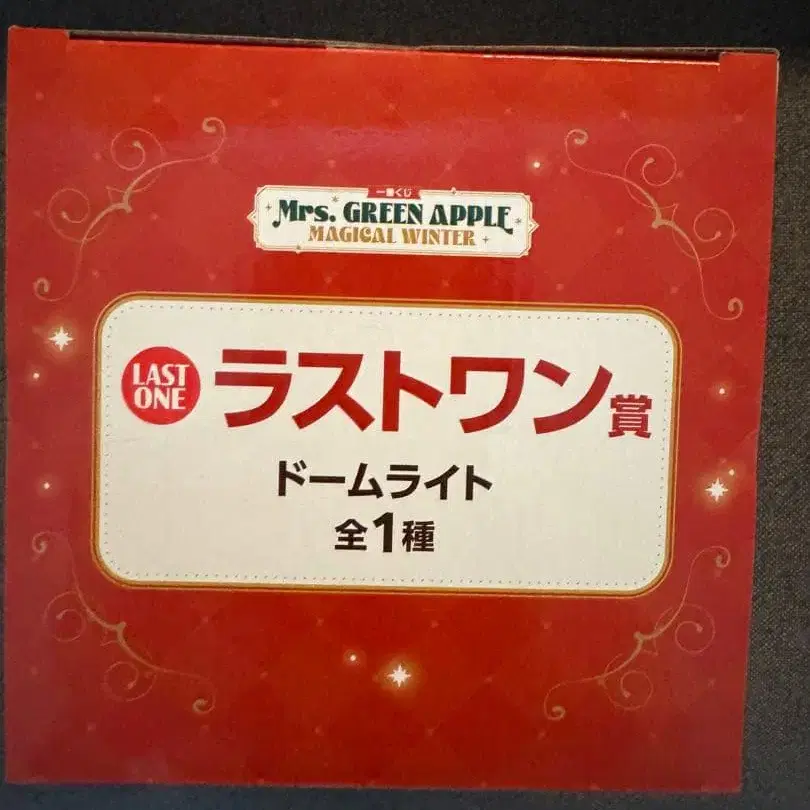 一番くじ
Mrs. GREEN APPLE
MAGICAL WINTER
LAST
ONE
ラストワン賞
ドームライト
全1種